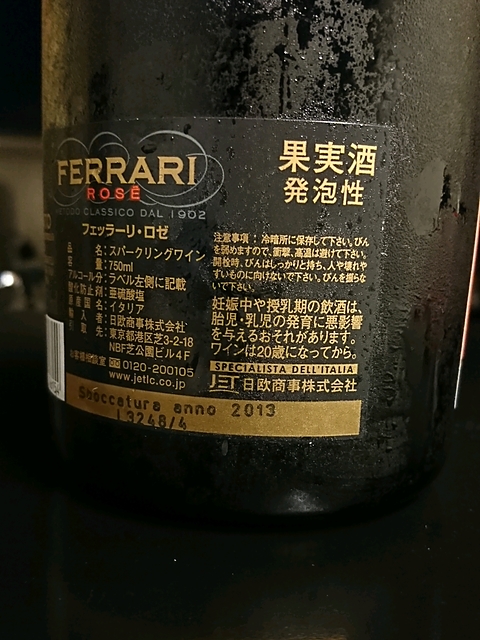 FERRARI
ROSÉ
METODO CLASSICO DAL 1902
果実酒
発泡性
フェッラーリ・ロゼ
品名:スパークリングワイン
容量:750ml
アルコール分:ラベル左側に記載
酸化防止剤:亜硫酸塩
原産国:イタリア
輸入者:日欧商事株式会社
引取先:東京都港区芝3-2-18
NBF芝公園ビル4F
お客様相談室 0120-200105
www.jetlc.co.jp
注意事項:冷暗所に保存して下さい。びん
を弱めますので、衝撃、高温は避けて下さい。
開栓時、びんはしっかりと持ち、人や壊れや
すいものに向けないで下さい。びんを振らな
いで下さい。
妊娠中や授乳期の飲酒は、
胎児・乳児の発育に悪影響
を与えるおそれがあります。
ワインは20歳になってから。
SPECIALISTA DELL'ITALIA
JET 日欧商事株式会社
Sboccatura anno 2013
L3248/4